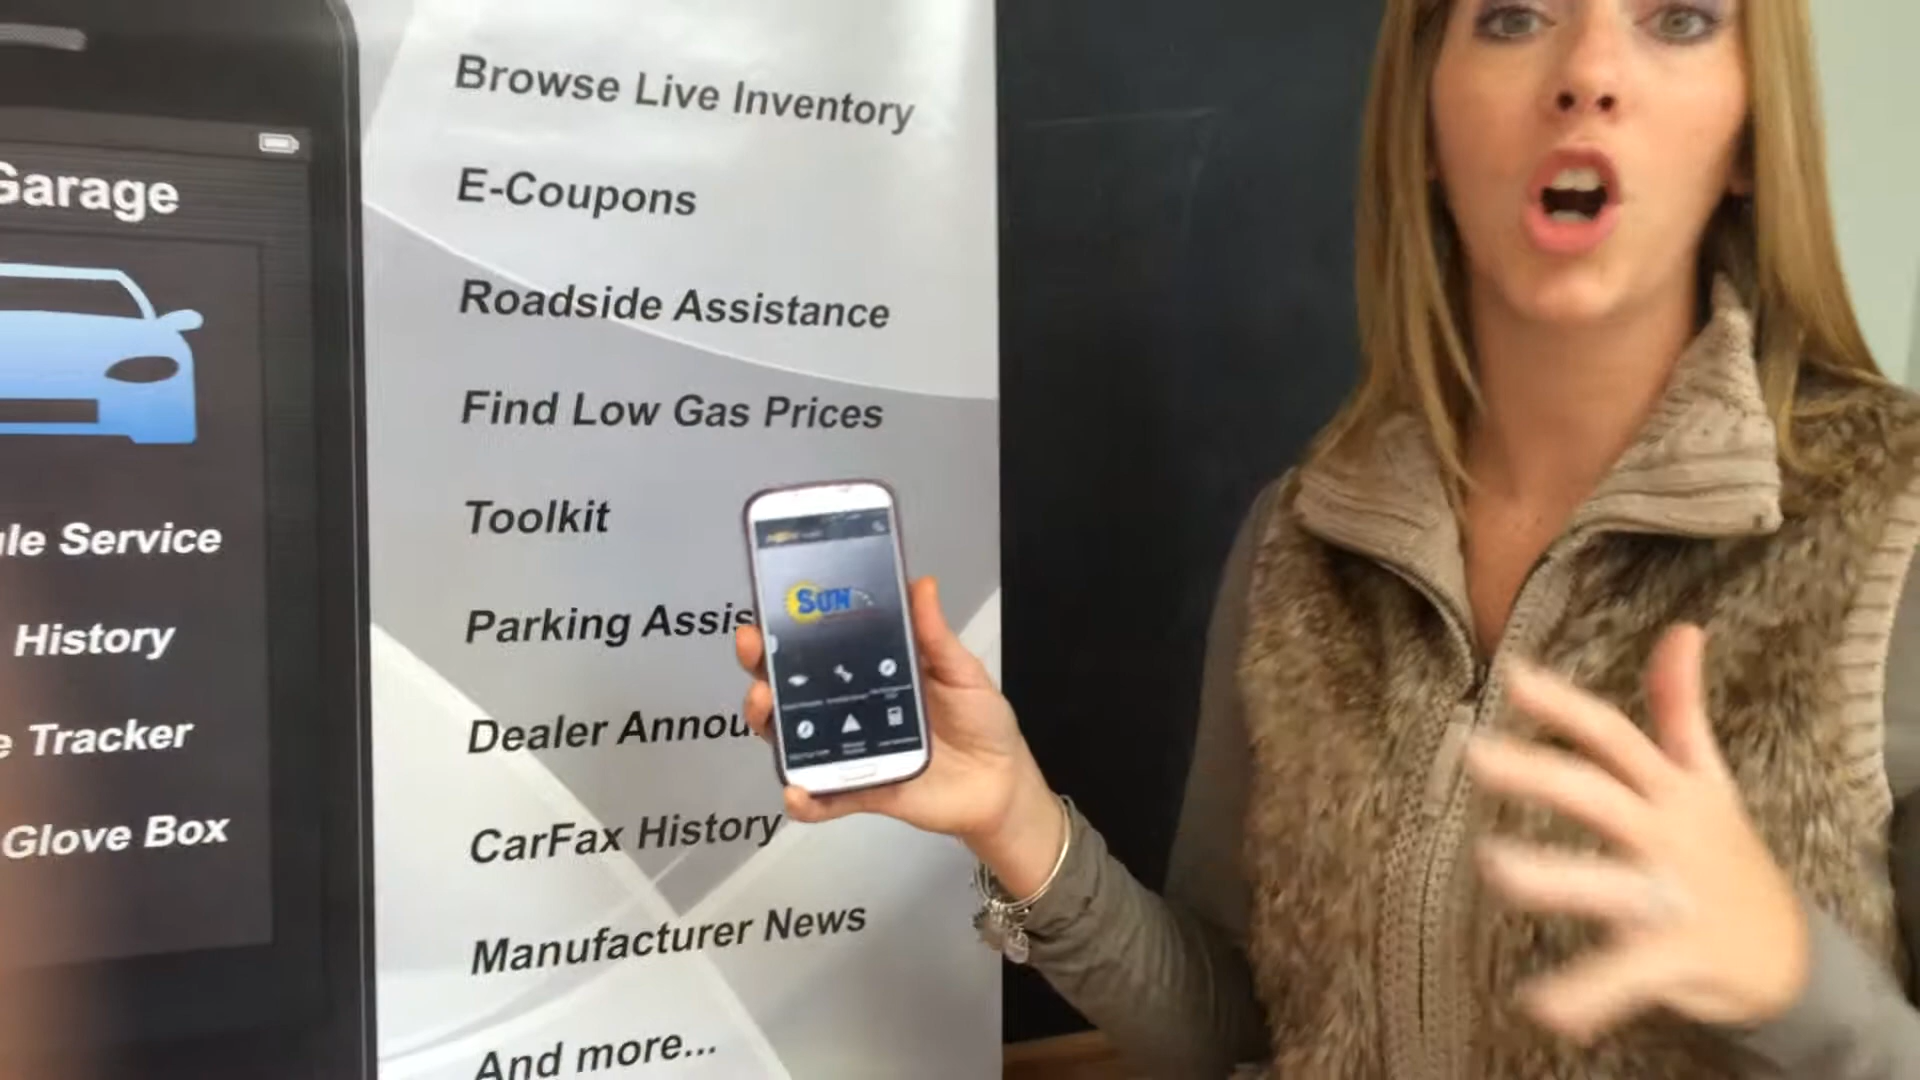 Garage
Service
History
Tracker
Glove Box
Browse Live Inventory
E-Coupons
Roadside Assistance
Find Low Gas Prices
Toolkit
Parking Assis
Dealer Annou
CarFax History
Manufacturer News
And more...
SUN